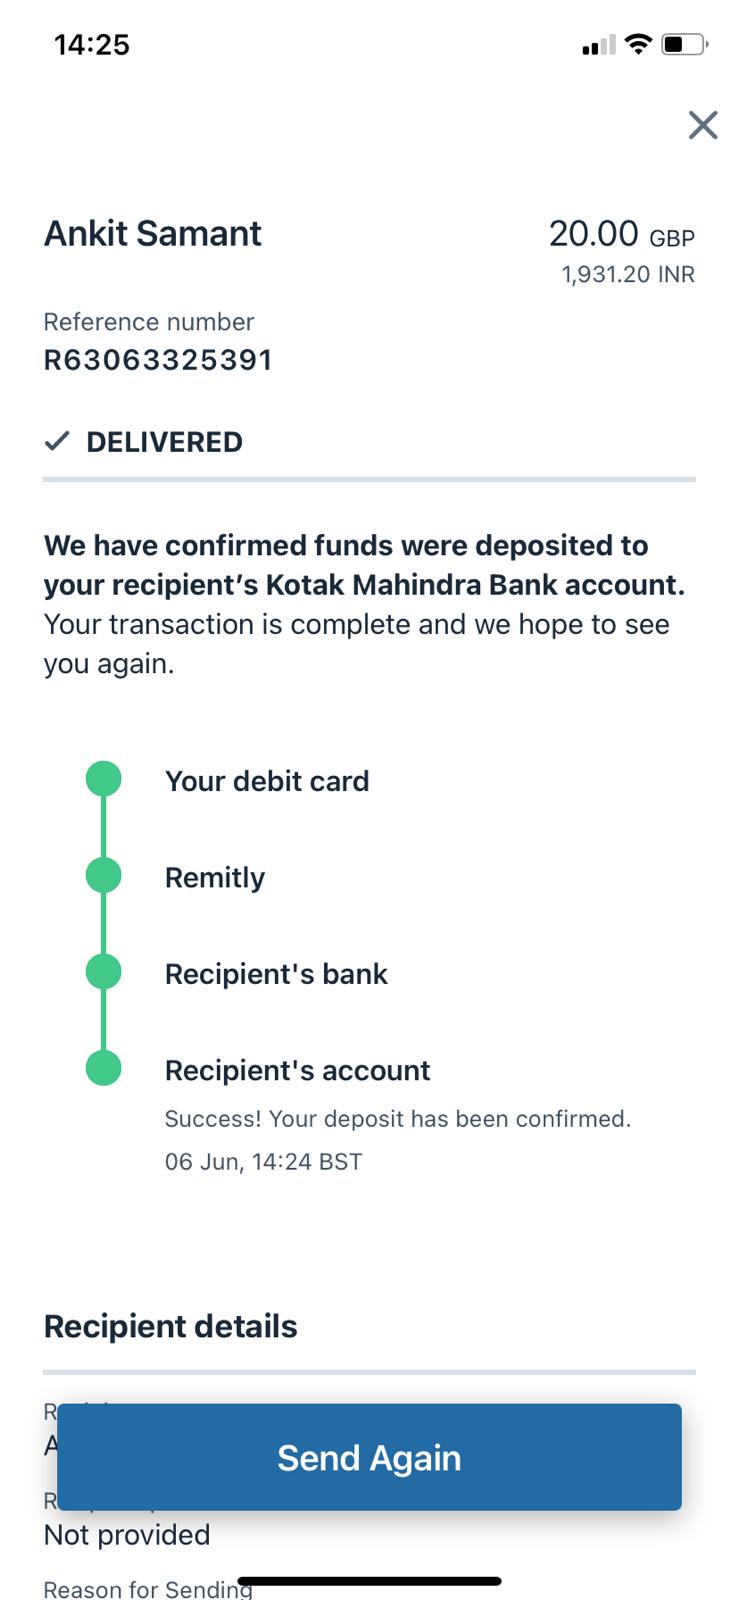 14:25
Ankit Samant
20.00 GBP
1,931.20 INR
Reference number
R63063325391
DELIVERED
We have confirmed funds were deposited to
your recipient’s Kotak Mahindra Bank account.
Your transaction is complete and we hope to see
you again.
Your debit card
Remitly
Recipient's bank
Recipient's account
Success! Your deposit has been confirmed.
06 Jun, 14:24 BST
Recipient details
Send Again
Not provided
Reason for Sending